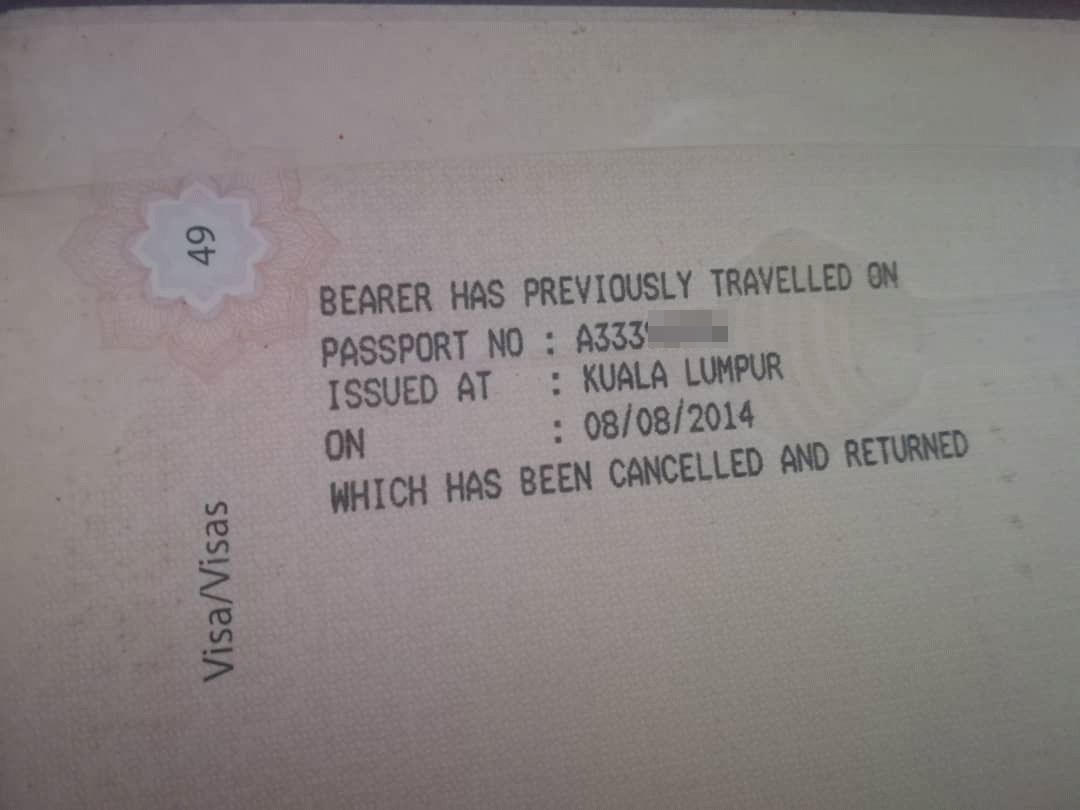 49
BEARER HAS PREVIOUSLY TRAVELLED ON
PASSPORT NO : A333
ISSUED AT : KUALA LUMPUR
ON : 08/08/2014
WHICH HAS BEEN CANCELLED AND RETURNED
Visa/Visas